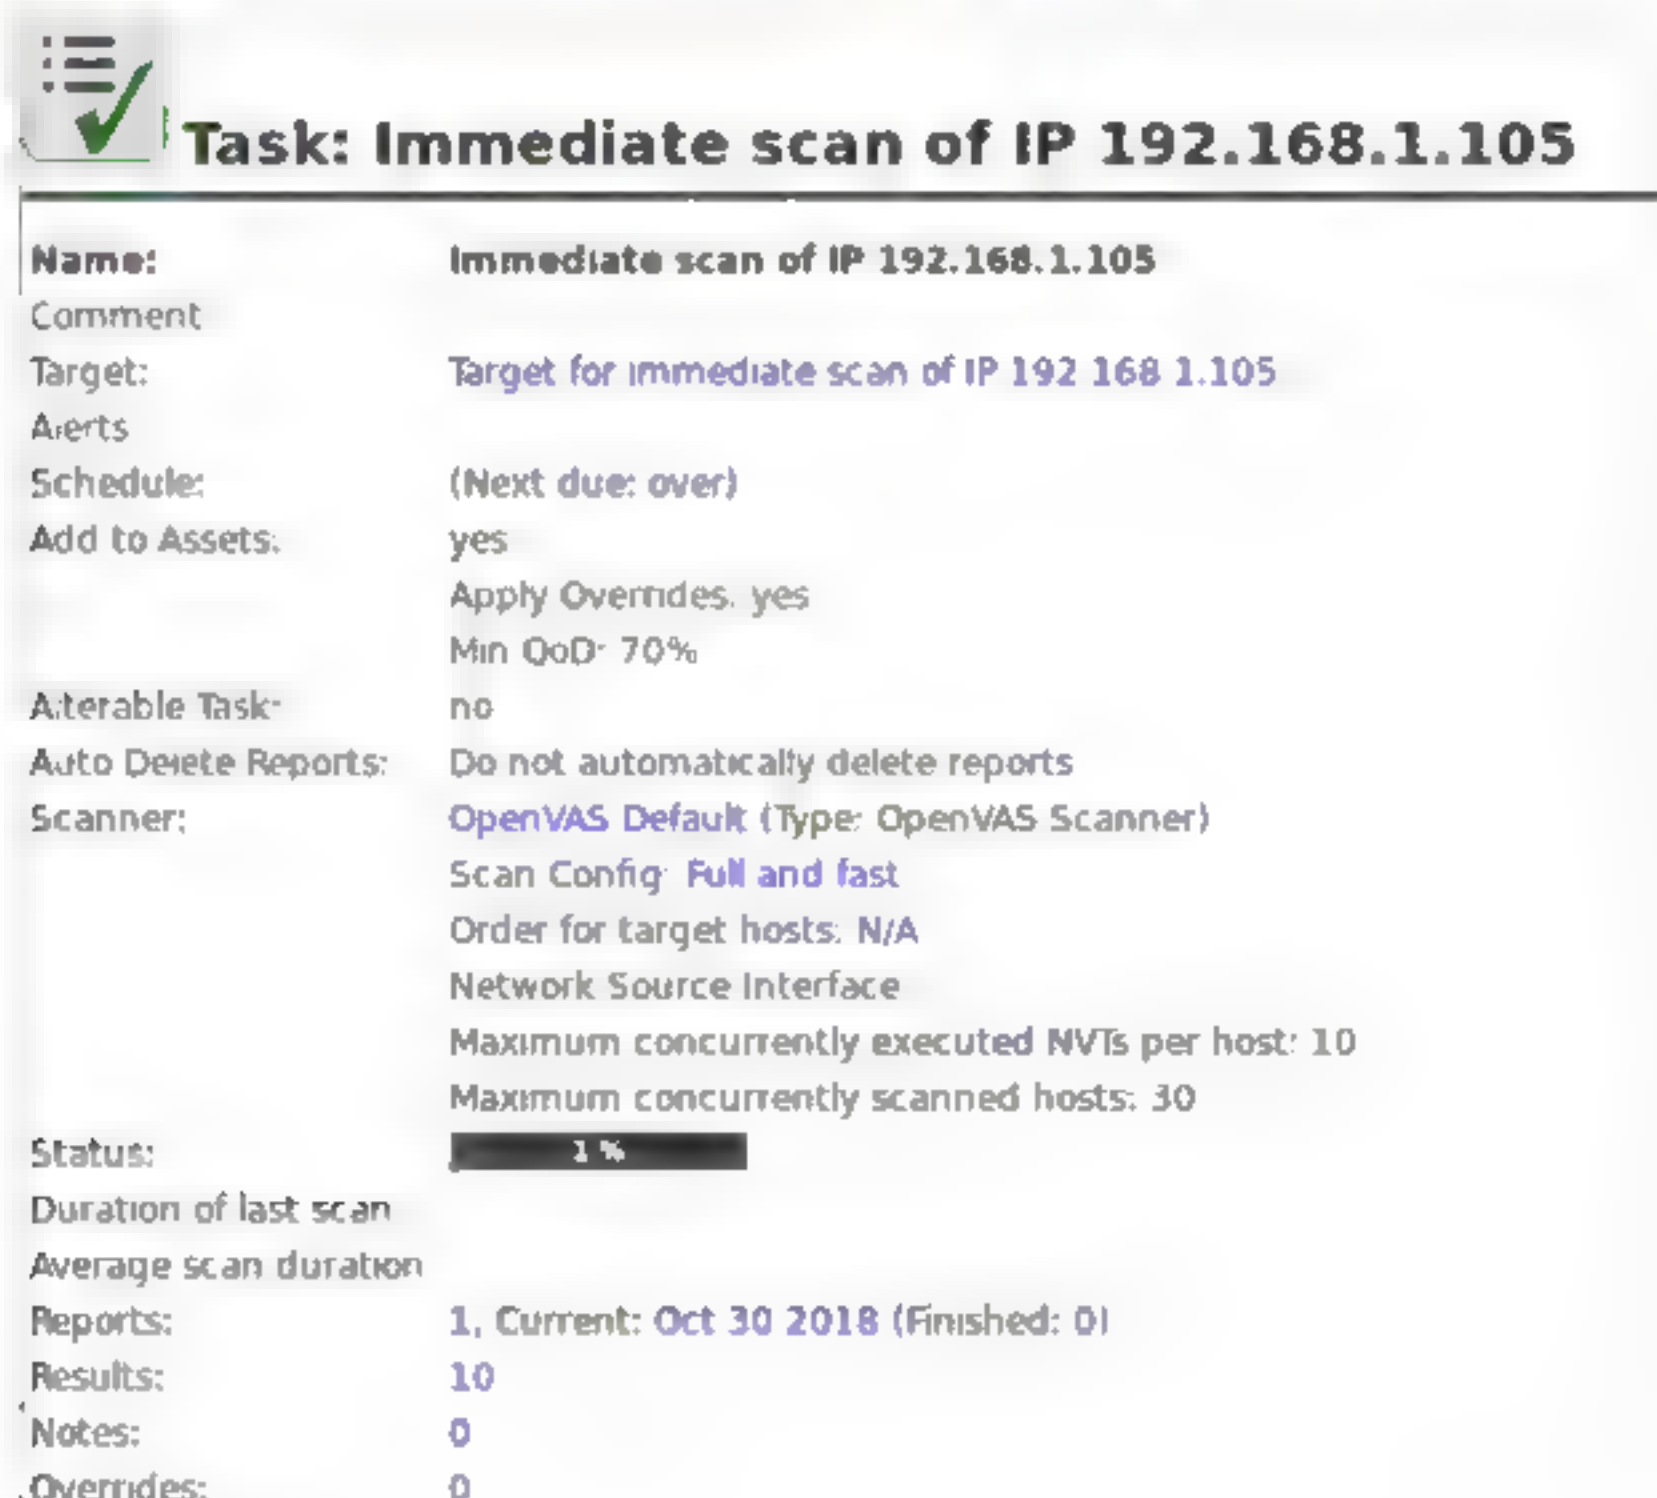 Task: Immediate scan of IP 192.168.1.105
Name: Immediate scan of IP 192.168.1.105
Comment
Target: Target for immediate scan of IP 192 168 1.105
Alerts
Schedule: (Next due: over)
Add to Assets: yes
Apply Overrides: yes
Min QoD: 70%
Alterable Task: no
Auto Delete Reports: Do not automatically delete reports
Scanner: OpenVAS Default (Type: OpenVAS Scanner)
Scan Config: Full and fast
Order for target hosts: N/A
Network Source Interface
Maximum concurrently executed NVTs per host: 10
Maximum concurrently scanned hosts: 30
Status: 1 %
Duration of last scan
Average scan duration
Reports: 1, Current: Oct 30 2018 (Finished: 0)
Results: 10
Notes: 0
Overrides: 0